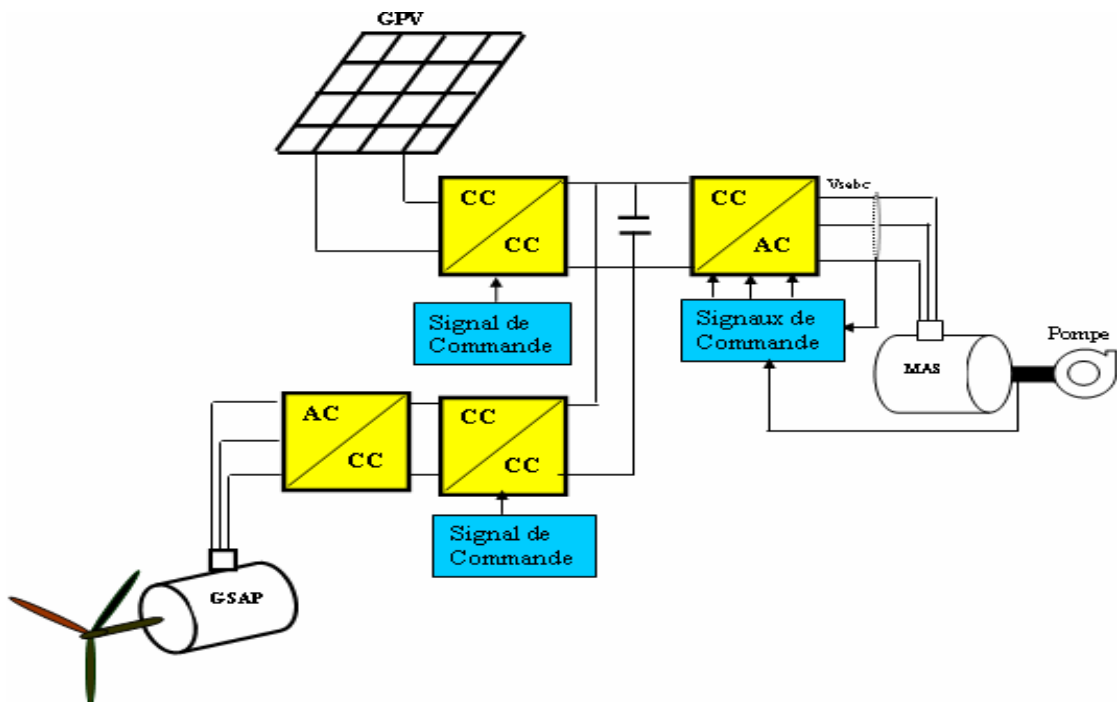 GPV
CC
CC
CC
AC
Vsabc
Signal de
Commande
Signaux de
Commande
Pompe
MAS
AC
CC
CC
CC
Signal de
Commande
GSAP